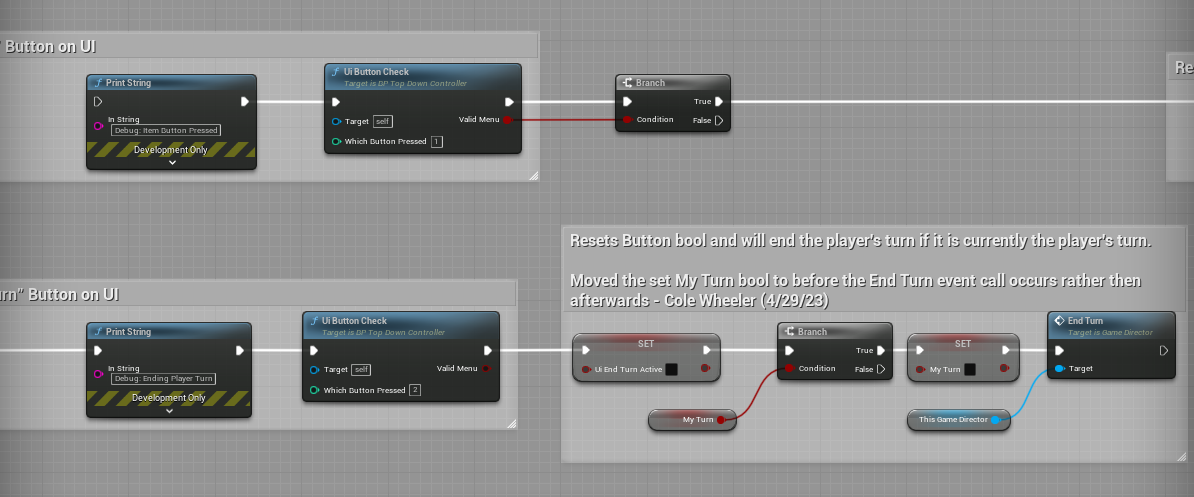 " Button on UI
Re
Print String
In String
Debug: Item Button Pressed
Development Only
Ui Button Check
Target is DP Top Down Controller
Target self
Valid Menu
Which Button Pressed 1
Branch
True
Condition
False
Resets Button bool and will end the player's turn if it is currently the player's turn.
Moved the set My Turn bool to before the End Turn event call occurs rather then
afterwards - Cole Wheeler (4/29/23)
urn" Button on UI
Print String
In String
Debug: Ending Player Turn
Development Only
Ui Button Check
Target is DP Top Down Controller
Target self
Valid Menu
Which Button Pressed 2
SET
Ui End Turn Active
My Turn
Branch
True
Condition
False
SET
My Turn
This Game Director
End Turn
Target is Game Director
Target